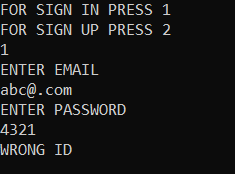 FOR SIGN IN PRESS 1
FOR SIGN UP PRESS 2
1
ENTER EMAIL
abc@.com
ENTER PASSWORD
4321
WRONG ID